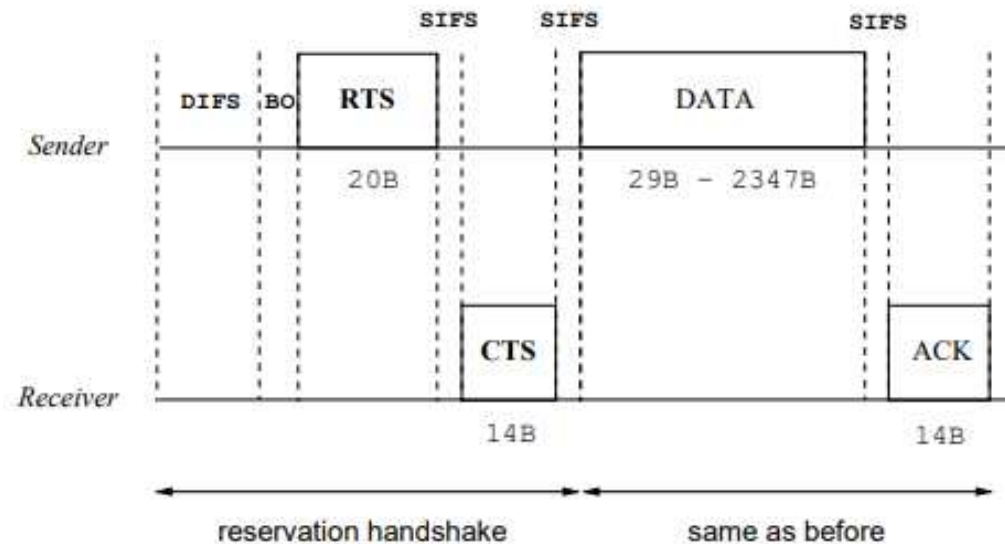 SIFS SIFS SIFS
DIFS BO RTS DATA
Sender
20B 29B - 2347B
CTS ACK
Receiver
14B 14B
reservation handshake same as before